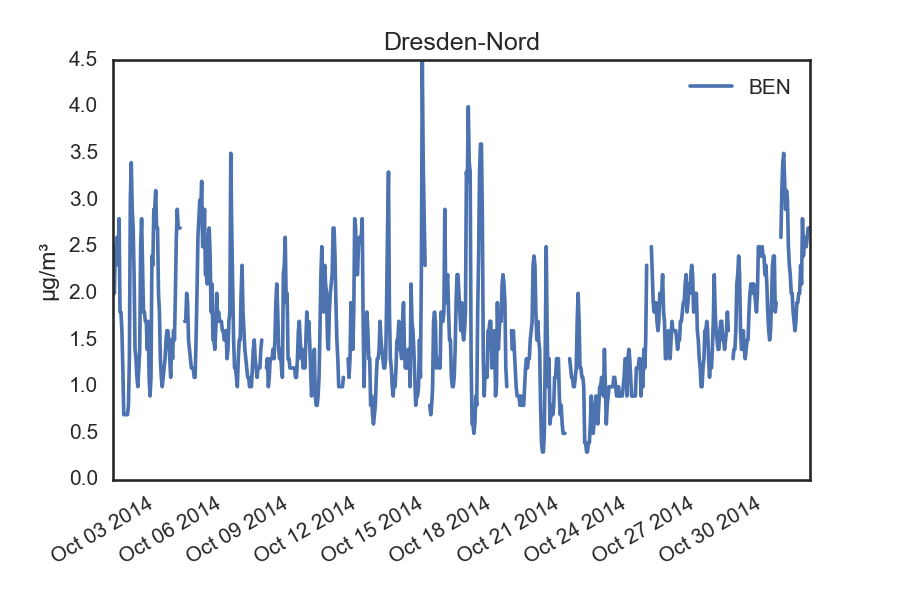 Dresden-Nord
BEN
µg/m³
4.5
4.0
3.5
3.0
2.5
2.0
1.5
1.0
0.5
0.0
Oct 03 2014
Oct 06 2014
Oct 09 2014
Oct 12 2014
Oct 15 2014
Oct 18 2014
Oct 21 2014
Oct 24 2014
Oct 27 2014
Oct 30 2014